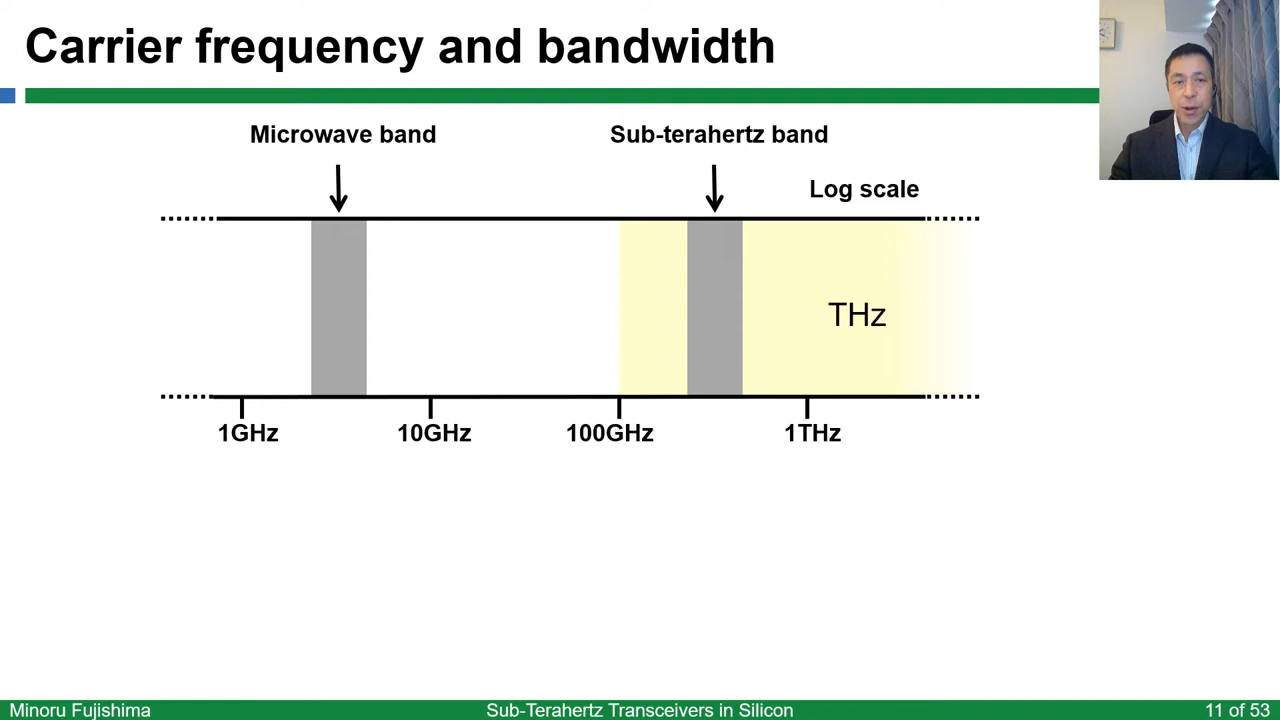 Carrier frequency and bandwidth
Microwave band
Sub-terahertz band
Log scale
THz
1GHz 10GHz 100GHz 1THz
Minoru Fujishima Sub-Terahertz Transceivers in Silicon 11 of 53